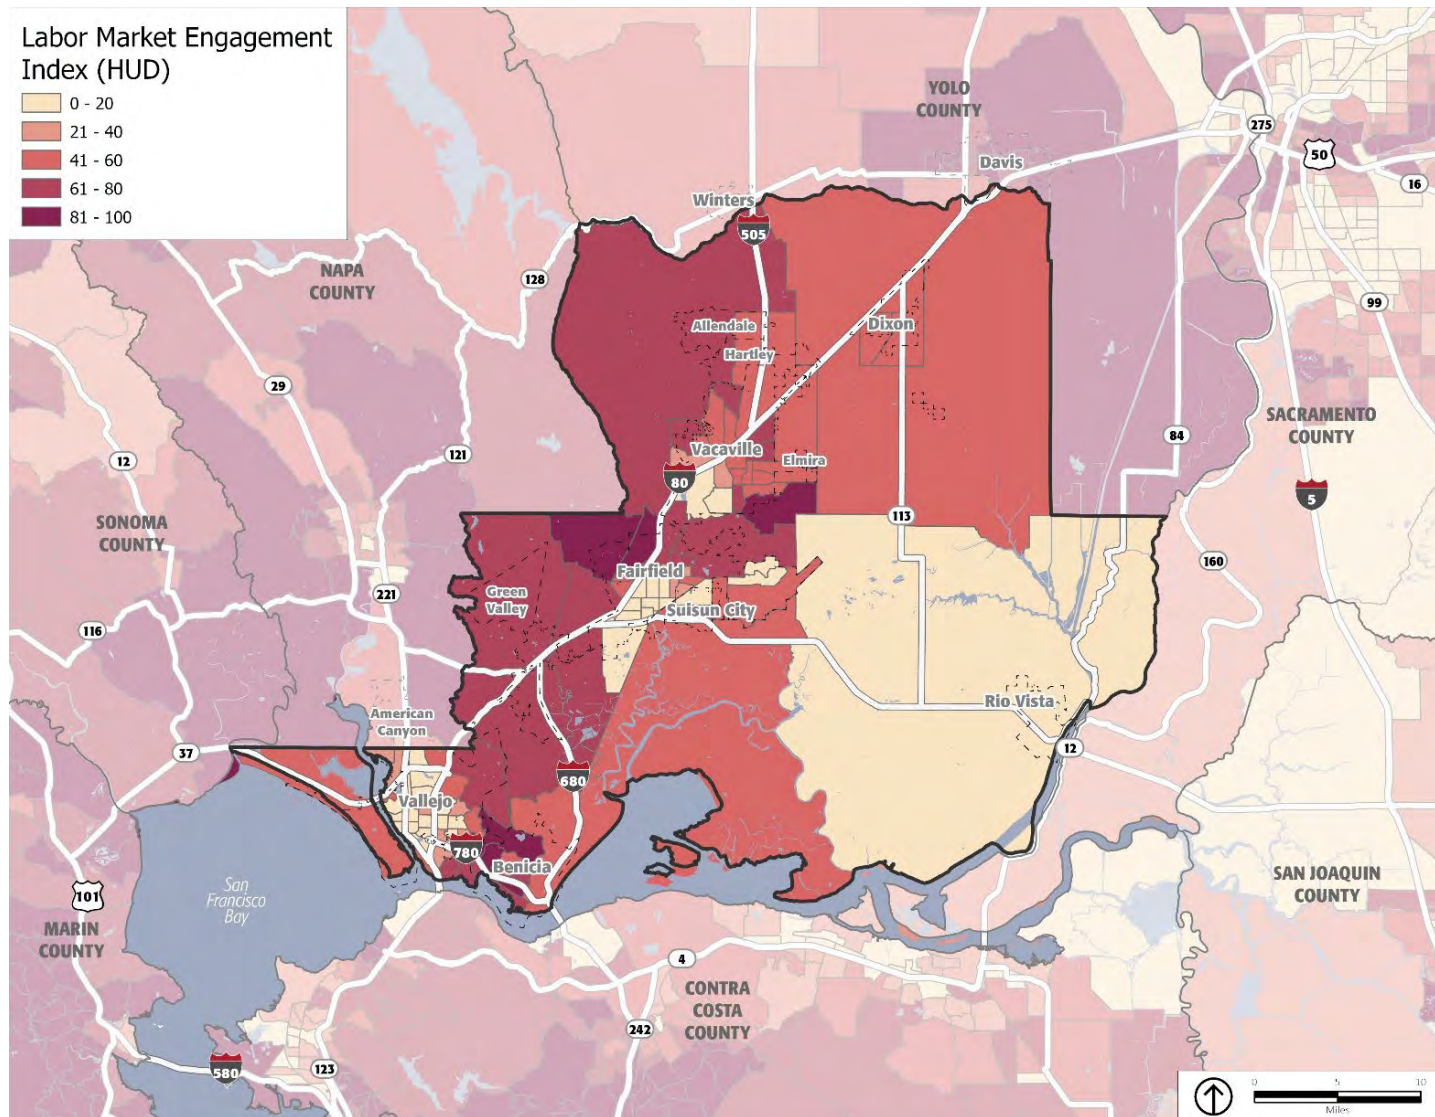 Labor Market Engagement
Index (HUD)
0 - 20
21 - 40
41 - 60
61 - 80
81 - 100
YOLO
COUNTY
275
50
Davis
16
Winters
505
NAPA
COUNTY
128
99
Allendale
Dixon
Hartley
29
SACRAMENTO
COUNTY
84
121
12
Vacaville
Elmira
80
5
SONOMA
COUNTY
113
160
Fairfield
221
Green
Valley
Suisun City
116
Rio Vista
American
Canyon
37
12
680
Vallejo
780
Benicia
San
Francisco
Bay
SAN JOAQUIN
COUNTY
101
MARIN
COUNTY
4
CONTRA
COSTA
COUNTY
242
580
123
0
5
10
Miles